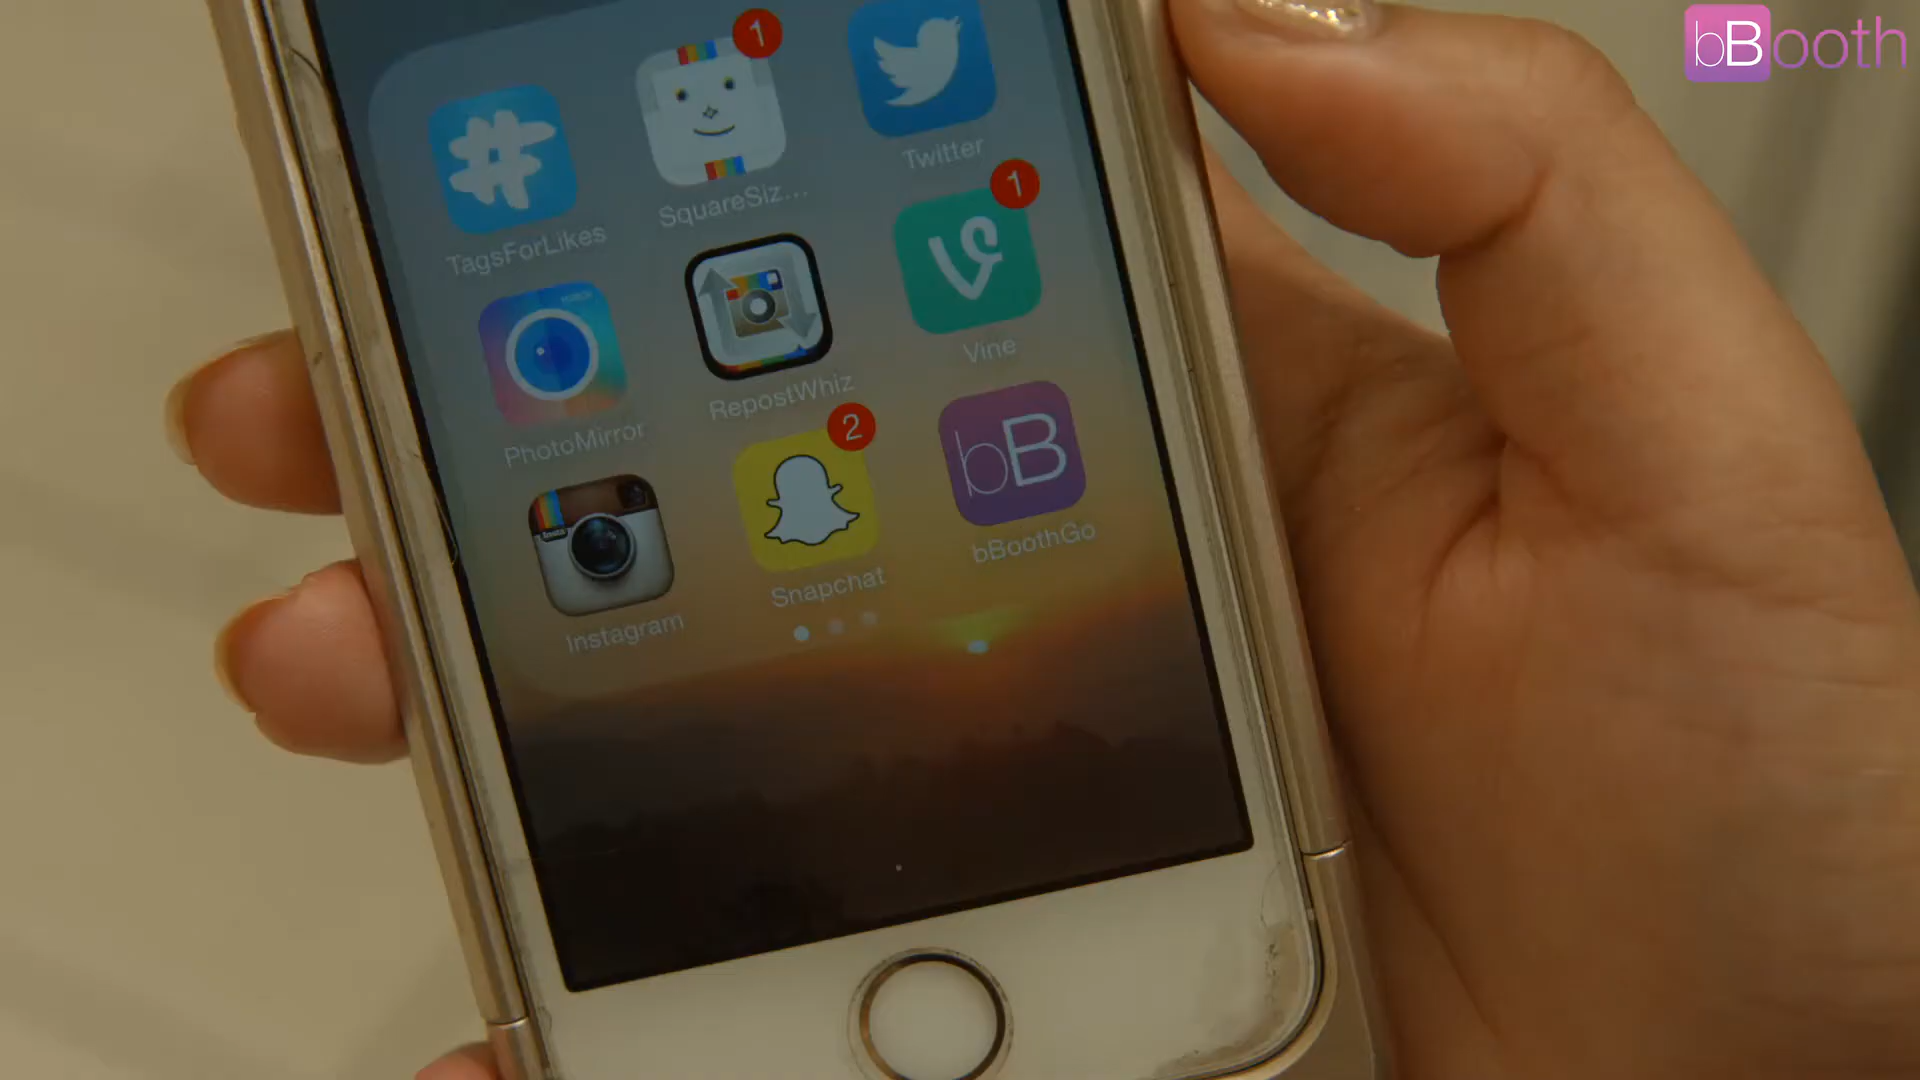 bBooth
1
TagsForLikes
SquareSiz...
Twitter
1
PhotoMirror
RepostWhiz
Vine
2
bB
Instagram
Snapchat
bBoothGo